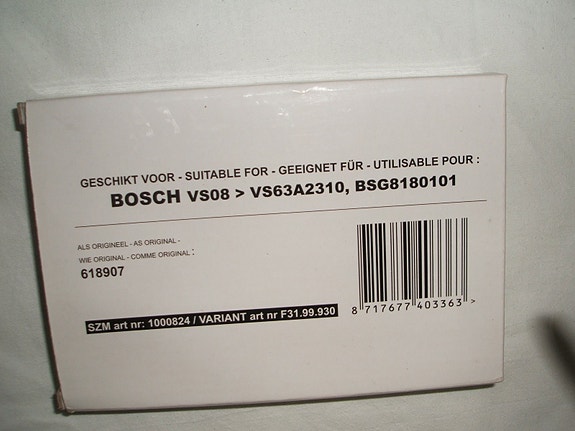 GESCHIKT VOOR - SUITABLE FOR - GEEIGNET FÜR - UTILISABLE POUR :
BOSCH VS08 > VS63A2310, BSG8180101
ALS ORIGINEEL - AS ORIGINAL -
WIE ORIGINAL - COMME ORIGINAL :
618907
SZM art nr: 1000824 / VARIANT art nr F31.99.930
8 717677 403363 >